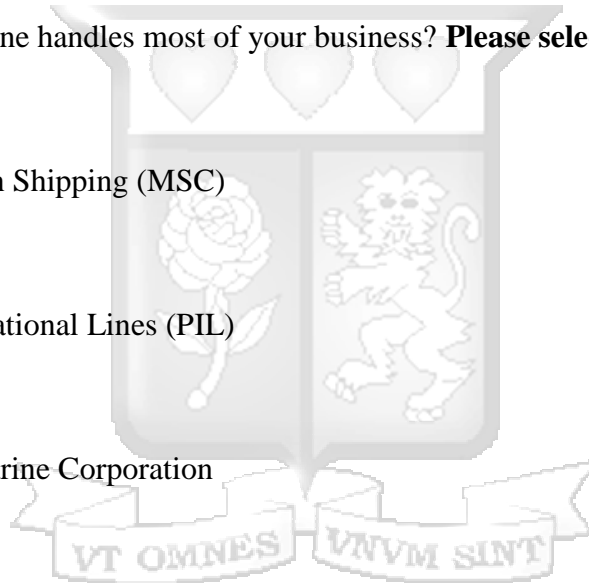 ne handles most of your business? Please sele
n Shipping (MSC)
ational Lines (PIL)
rine Corporation
VT OMNES VNVM SINT